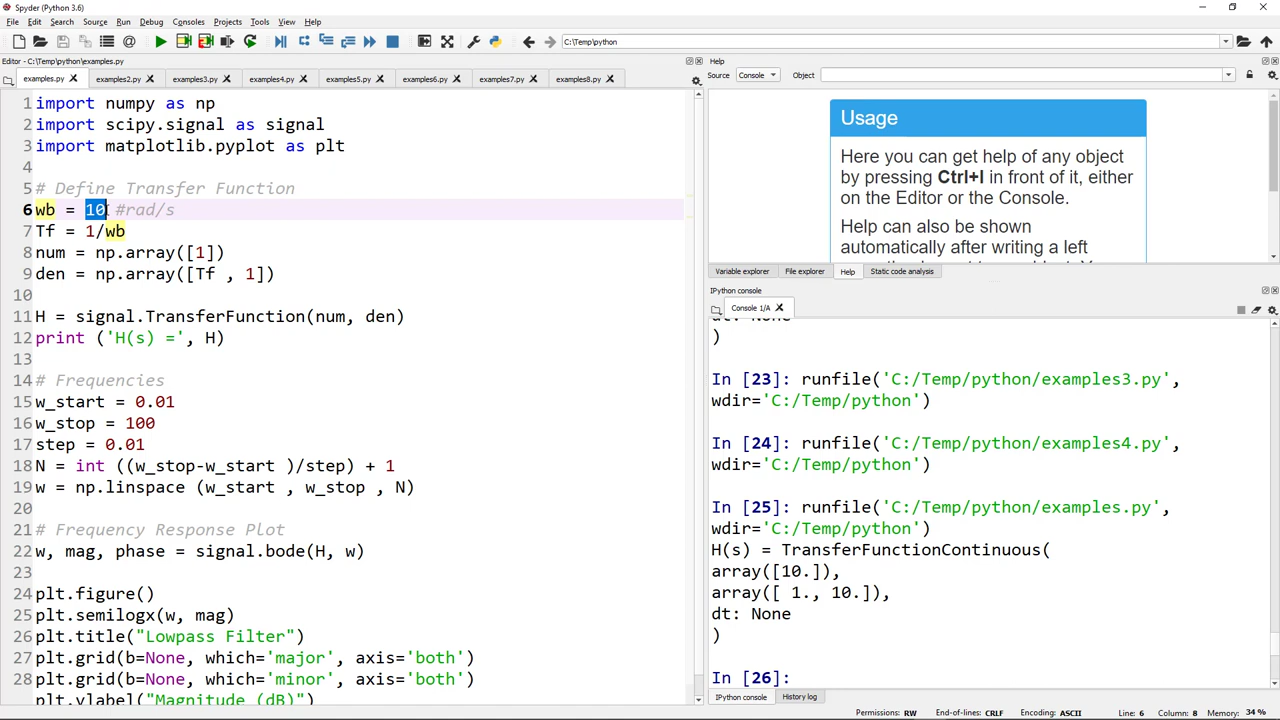 Spyder (Python 3.6)
File Edit Search Source Run Debug Consoles Projects Tools View Help
C:\Temp\python
Editor - C:\Temp\python\examples.py
examples.py examples2.py examples3.py examples4.py examples5.py examples6.py examples7.py examples8.py
1 import numpy as np
2 import scipy.signal as signal
3 import matplotlib.pyplot as plt
4
5 # Define Transfer Function
6 wb = 10 #rad/s
7 Tf = 1/wb
8 num = np.array([1])
9 den = np.array([Tf , 1])
10
11 H = signal.TransferFunction(num, den)
12 print ('H(s) =', H)
13
14 # Frequencies
15 w_start = 0.01
16 w_stop = 100
17 step = 0.01
18 N = int ((w_stop-w_start )/step) + 1
19 w = np.linspace (w_start , w_stop , N)
20
21 # Frequency Response Plot
22 w, mag, phase = signal.bode(H, w)
23
24 plt.figure()
25 plt.semilogx(w, mag)
26 plt.title("Lowpass Filter")
27 plt.grid(b=None, which='major', axis='both')
28 plt.grid(b=None, which='minor', axis='both')
plt.ylabel("Magnitude (dB)")
Help
Source Console Object
Usage
Here you can get help of any object
by pressing Ctrl+I in front of it, either
on the Editor or the Console.
Help can also be shown
automatically after writing a left
Variable explorer File explorer Help Static code analysis
IPython console
Console 1/A
dt: None
)
In [23]: runfile('C:/Temp/python/examples3.py',
wdir='C:/Temp/python')
In [24]: runfile('C:/Temp/python/examples4.py',
wdir='C:/Temp/python')
In [25]: runfile('C:/Temp/python/examples.py',
wdir='C:/Temp/python')
H(s) = TransferFunctionContinuous(
array([10.]),
array([ 1., 10.]),
dt: None
)
In [26]:
IPython console History log
Permissions: RW End-of-lines: CRLF Encoding: ASCII Line: 6 Column: 8 Memory: 34 %